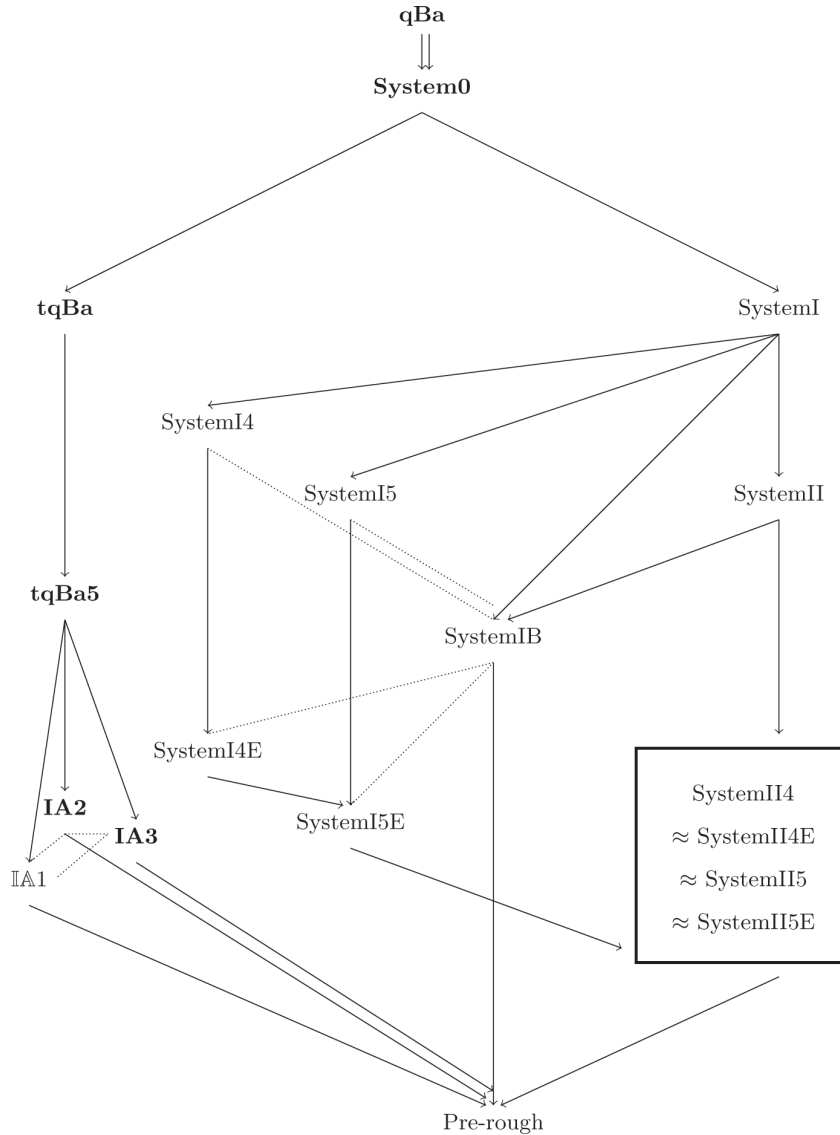 qBa
System0
tqBa
SystemI
SystemI4
SystemI5
SystemII
tqBa5
SystemIB
SystemI4E
IA2
SystemI5E
IA3
𝕀𝔸1
SystemII4
≈ SystemII4E
≈ SystemII5
≈ SystemII5E
Pre-rough